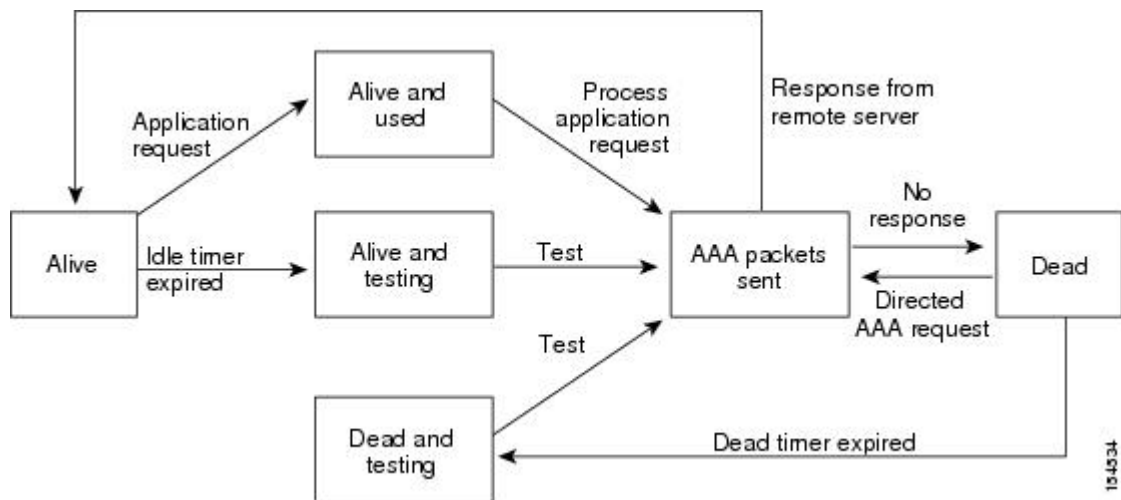 Application
request
Alive and
used
Process
application
request
Response from
remote server
Alive
Idle timer
expired
Alive and
testing
Test
AAA packets
sent
No
response
Directed
AAA request
Dead
Test
Dead and
testing
Dead timer expired
154534